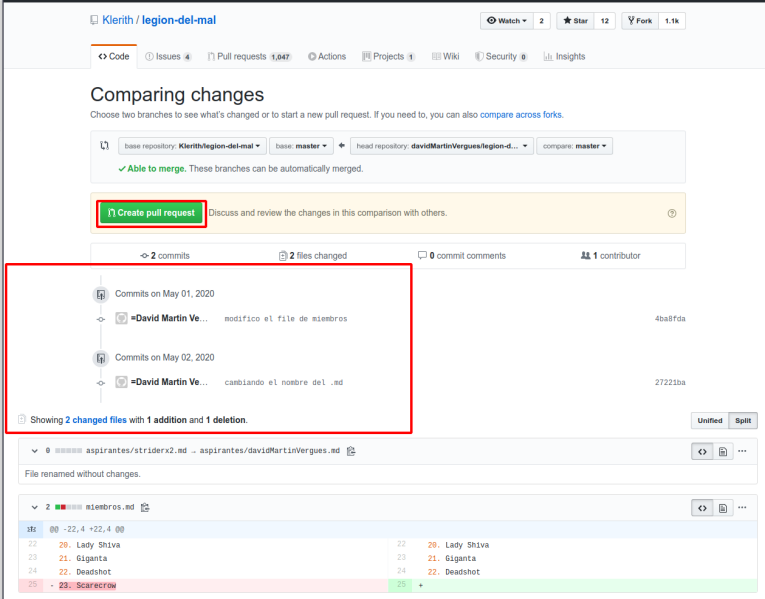 Klerith / legion-del-mal
Watch 2 Star 12 Fork 1.1k
Code Issues 4 Pull requests 1,047 Actions Projects 1 Wiki Security 0 Insights
Comparing changes
Choose two branches to see what's changed or to start a new pull request. If you need to, you can also compare across forks.
base repository: Klerith/legion-del-mal base: master head repository: davidMartinVergues/legion-d... compare: master
Able to merge. These branches can be automatically merged.
Create pull request Discuss and review the changes in this comparison with others.
2 commits 2 files changed 0 commit comments 1 contributor
Commits on May 01, 2020
=David Martin Ve... modifico el file de miembros 4ba8fda
Commits on May 02, 2020
=David Martin Ve... cambiando el nombre del .md 27221ba
Showing 2 changed files with 1 addition and 1 deletion. Unified Split
0 aspirantes/striderx2.md → aspirantes/davidMartinVergues.md
File renamed without changes.
2 miembros.md
@@ -22,4 +22,4 @@
22 20. Lady Shiva 22 20. Lady Shiva
23 21. Giganta 23 21. Giganta
24 22. Deadshot 24 22. Deadshot
25 - 23. Scarecrow 25 +